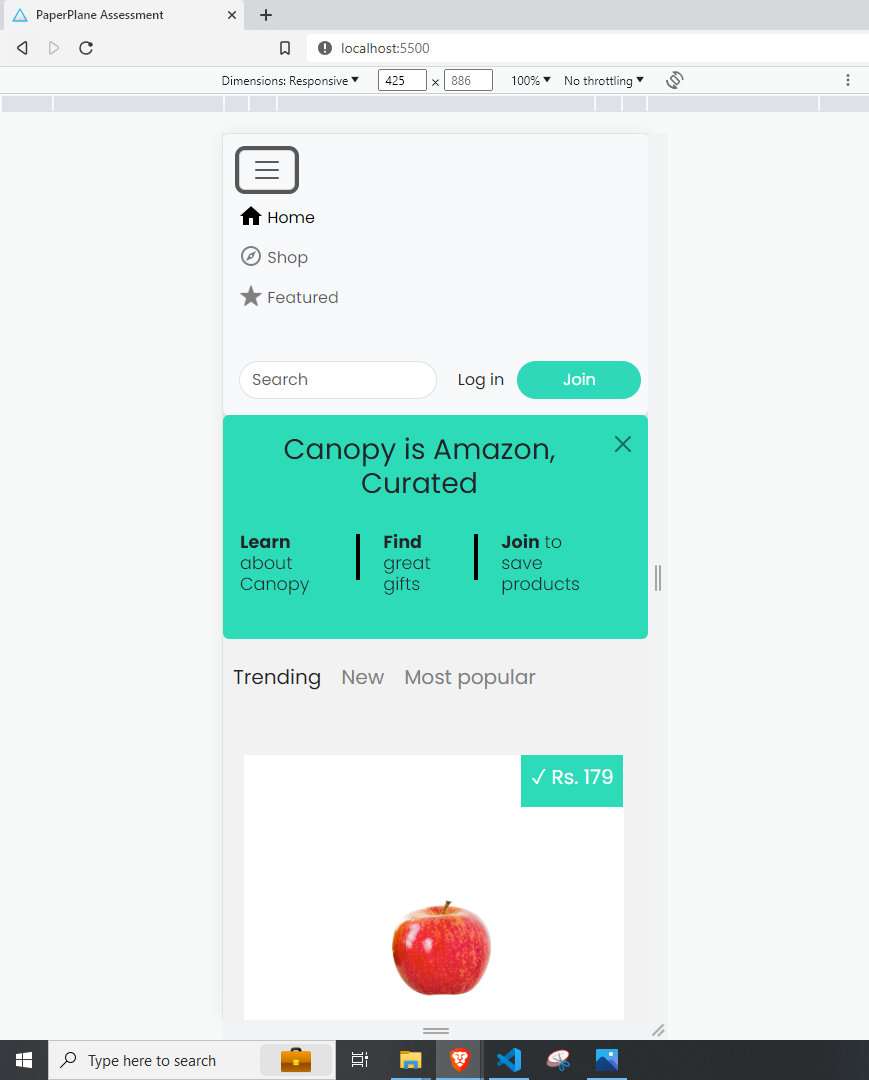 PaperPlane Assessment
localhost:5500
Dimensions: Responsive 425 × 886 100% No throttling
Home
Shop
Featured
Search Log in Join
Canopy is Amazon,
Curated
Learn
about
Canopy
Find
great
gifts
Join to
save
products
Trending New Most popular
✓ Rs. 179
Type here to search